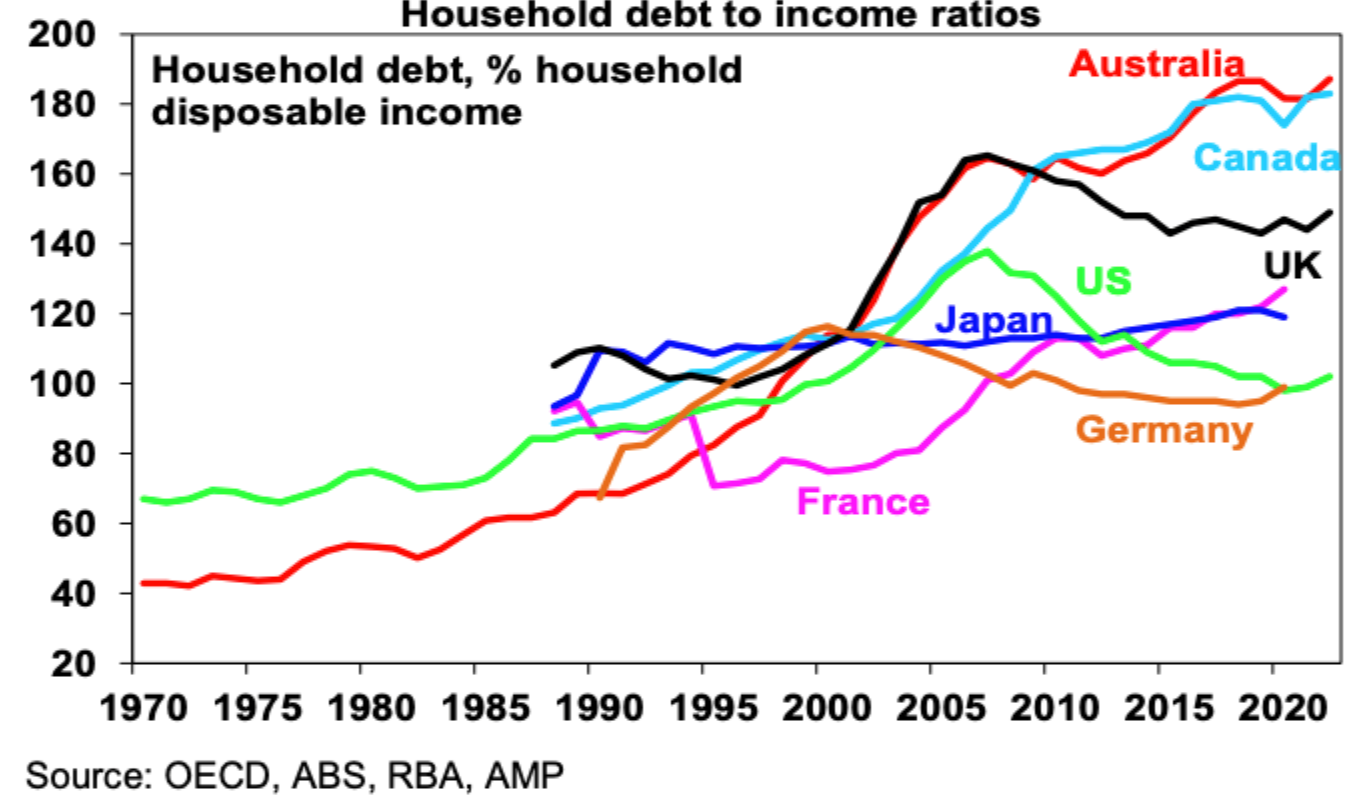 Household debt to income ratios
200
Household debt, % household
disposable income
Australia
180
160
Canada
140
UK
US
120
Japan
100
Germany
80
France
60
40
20
1970 1975 1980 1985 1990 1995 2000 2005 2010 2015 2020
Source: OECD, ABS, RBA, AMP